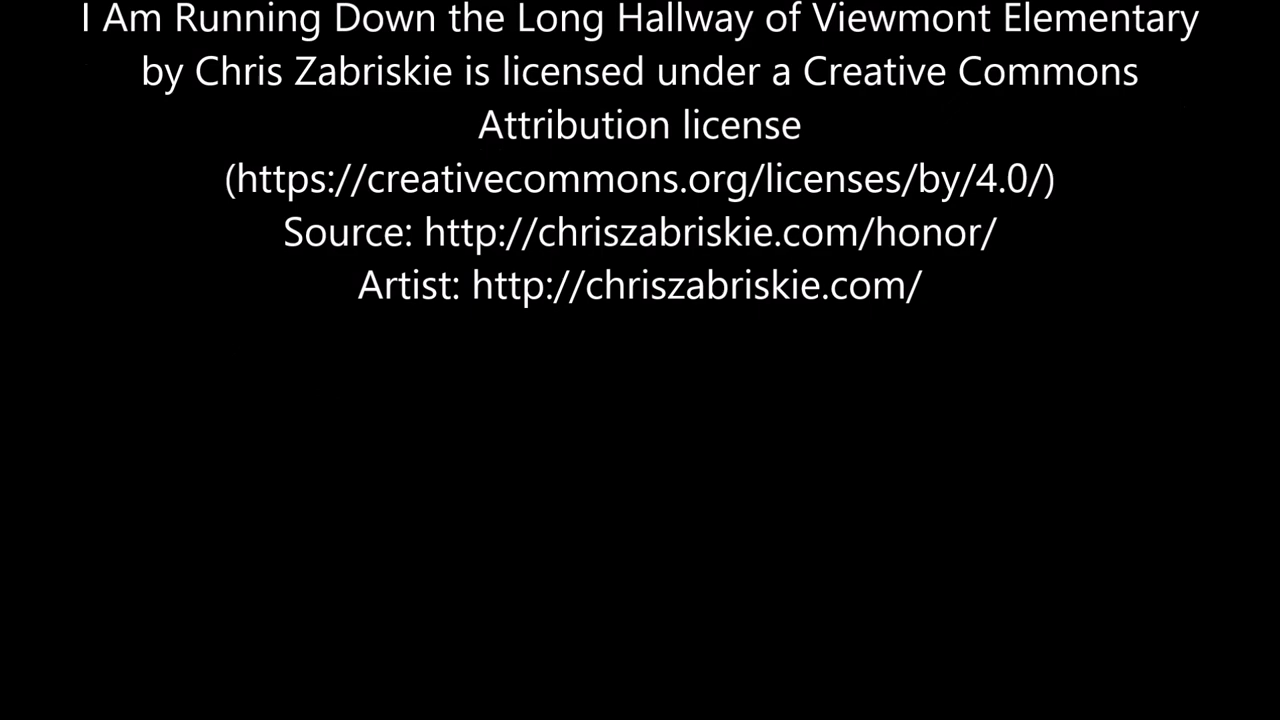 I Am Running Down the Long Hallway of Viewmont Elementary
by Chris Zabriskie is licensed under a Creative Commons
Attribution license
(https://creativecommons.org/licenses/by/4.0/)
Source: http://chriszabriskie.com/honor/
Artist: http://chriszabriskie.com/